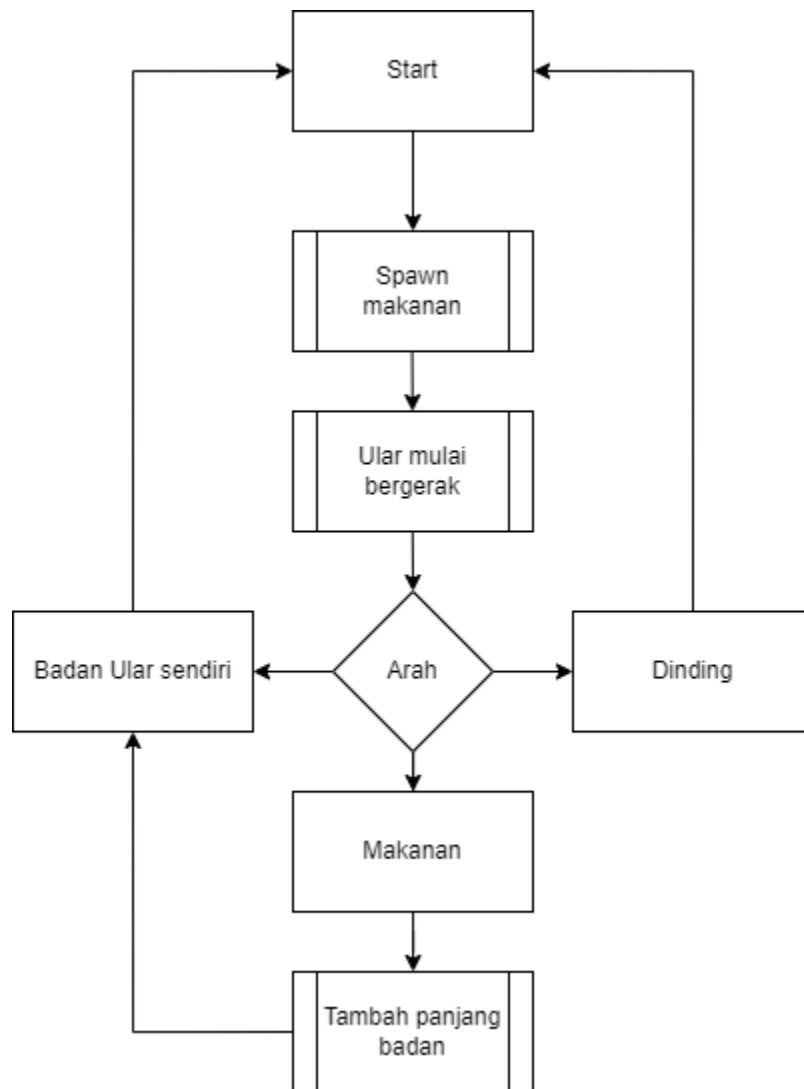 Start
Spawn
makanan
Ular mulai
bergerak
Badan Ular sendiri
Arah
Dinding
Makanan
Tambah panjang
badan